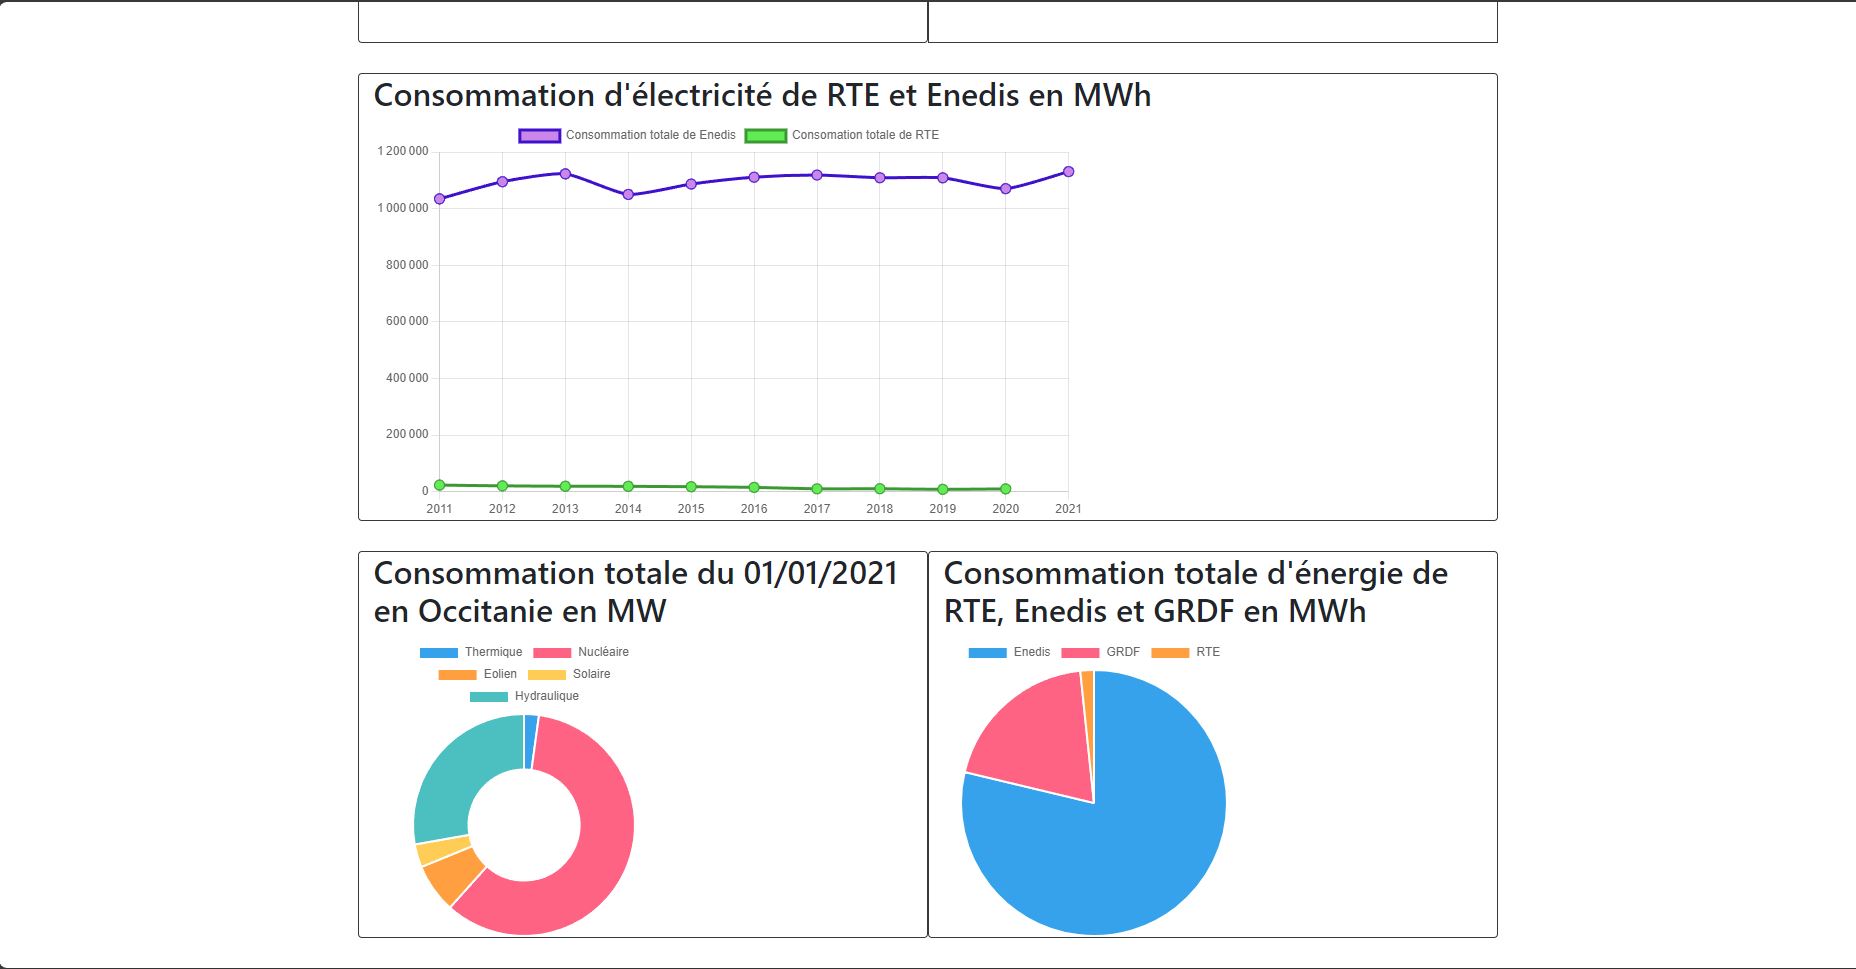 Consommation d'électricité de RTE et Enedis en MWh
Consommation totale de Enedis Consomation totale de RTE
1 200 000
1 000 000
800 000
600 000
400 000
200 000
0
2011 2012 2013 2014 2015 2016 2017 2018 2019 2020 2021
Consommation totale du 01/01/2021
en Occitanie en MW
Thermique Nucléaire
Eolien Solaire
Hydraulique
Consommation totale d'énergie de
RTE, Enedis et GRDF en MWh
Enedis GRDF RTE